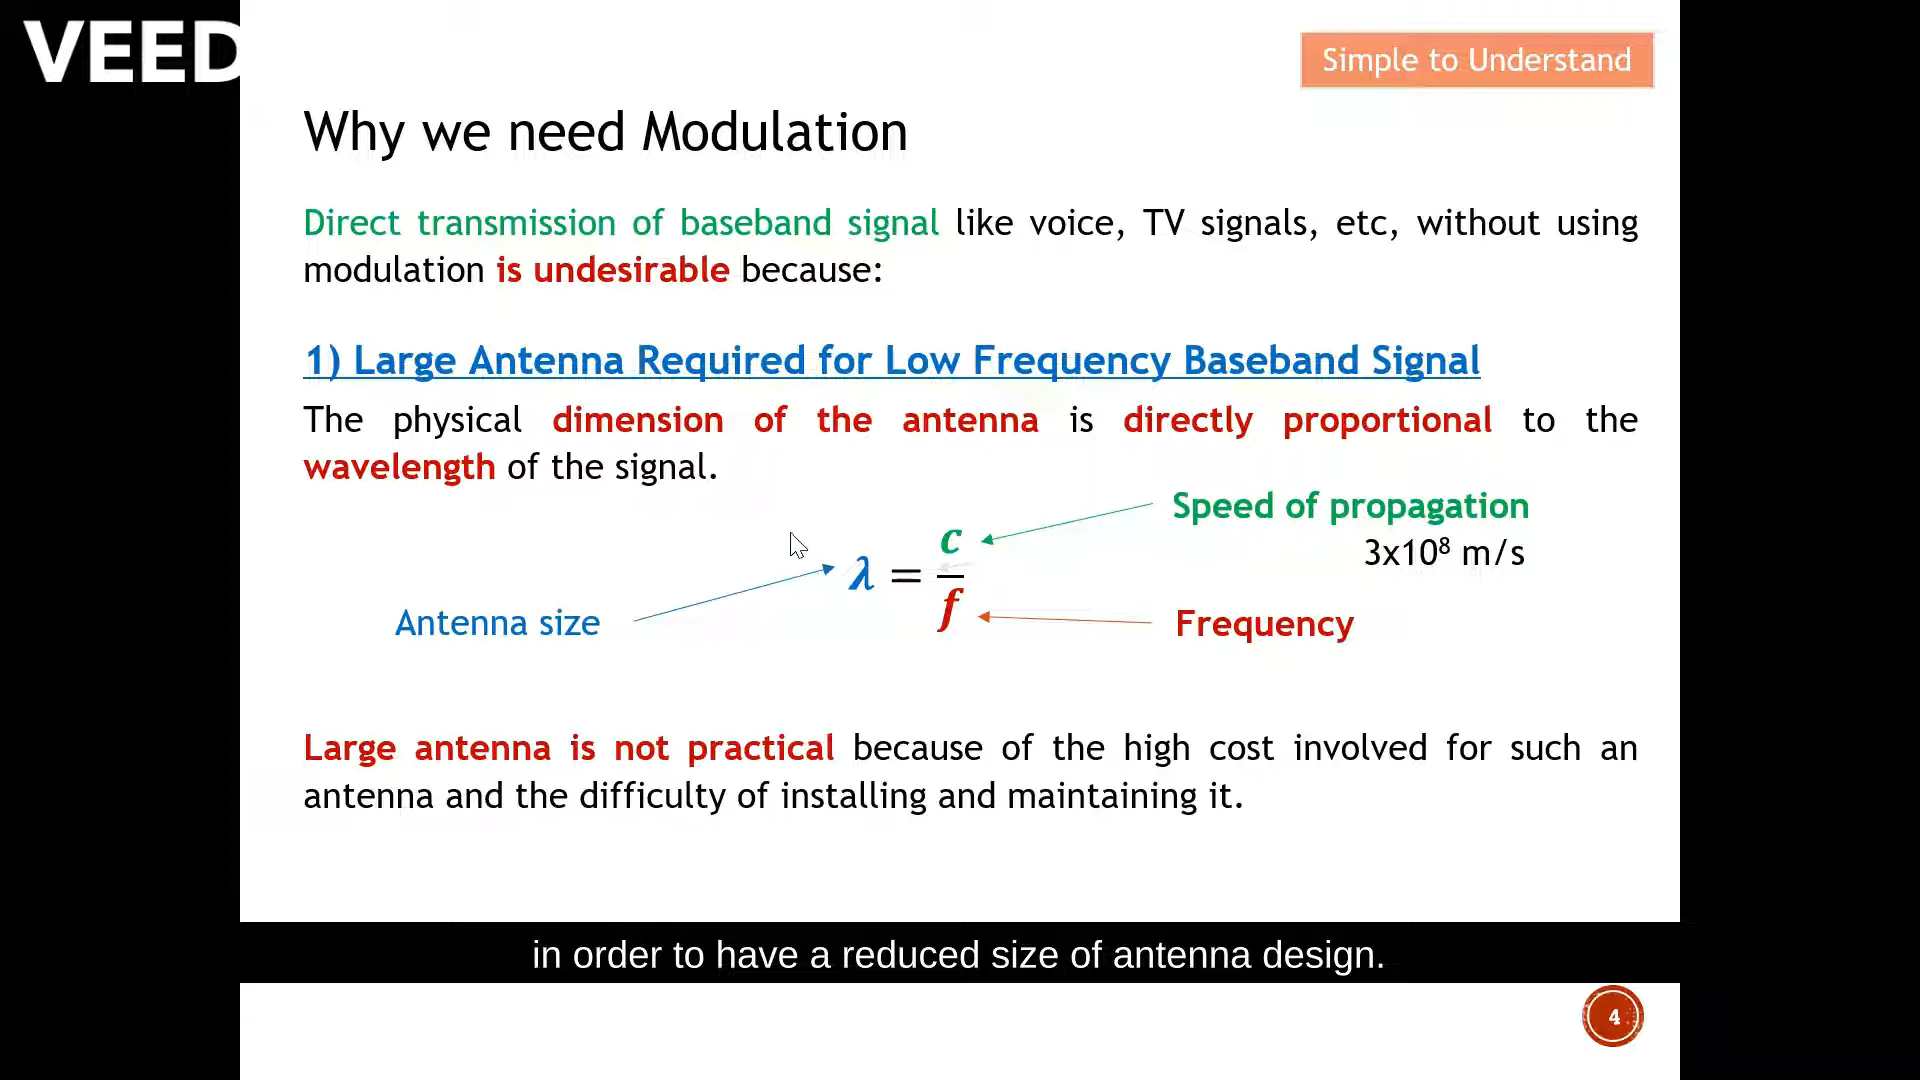 VEED
Simple to Understand
Why we need Modulation
Direct transmission of baseband signal like voice, TV signals, etc, without using
modulation is undesirable because:
1) Large Antenna Required for Low Frequency Baseband Signal
The physical dimension of the antenna is directly proportional to the
wavelength of the signal.
Speed of propagation
3x10⁸ m/s
λ = c/f
Antenna size
Frequency
Large antenna is not practical because of the high cost involved for such an
antenna and the difficulty of installing and maintaining it.
in order to have a reduced size of antenna design.
4